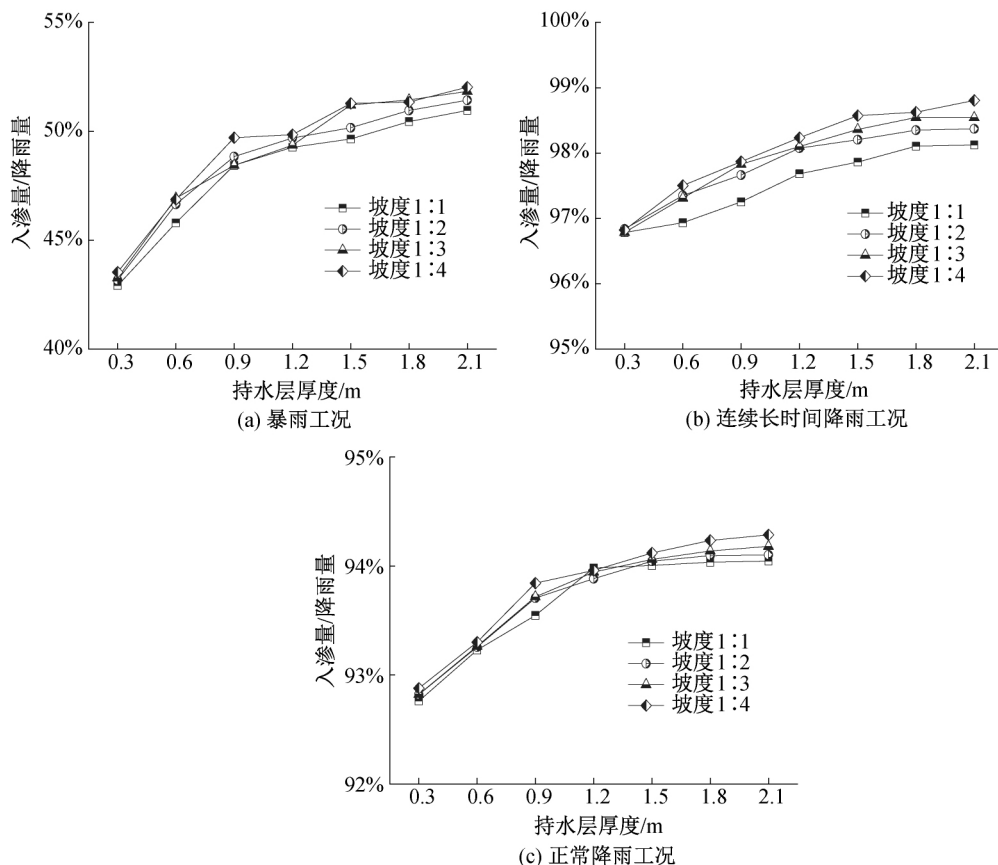 55%
50%
45%
40%
入渗量/降雨量
坡度1∶1
坡度1∶2
坡度1∶3
坡度1∶4
0.3 0.6 0.9 1.2 1.5 1.8 2.1
持水层厚度/m
(a) 暴雨工况
100%
99%
98%
97%
96%
95%
入渗量/降雨量
坡度1∶1
坡度1∶2
坡度1∶3
坡度1∶4
0.3 0.6 0.9 1.2 1.5 1.8 2.1
持水层厚度/m
(b) 连续长时间降雨工况
95%
94%
93%
92%
入渗量/降雨量
坡度1∶1
坡度1∶2
坡度1∶3
坡度1∶4
0.3 0.6 0.9 1.2 1.5 1.8 2.1
持水层厚度/m
(c) 正常降雨工况